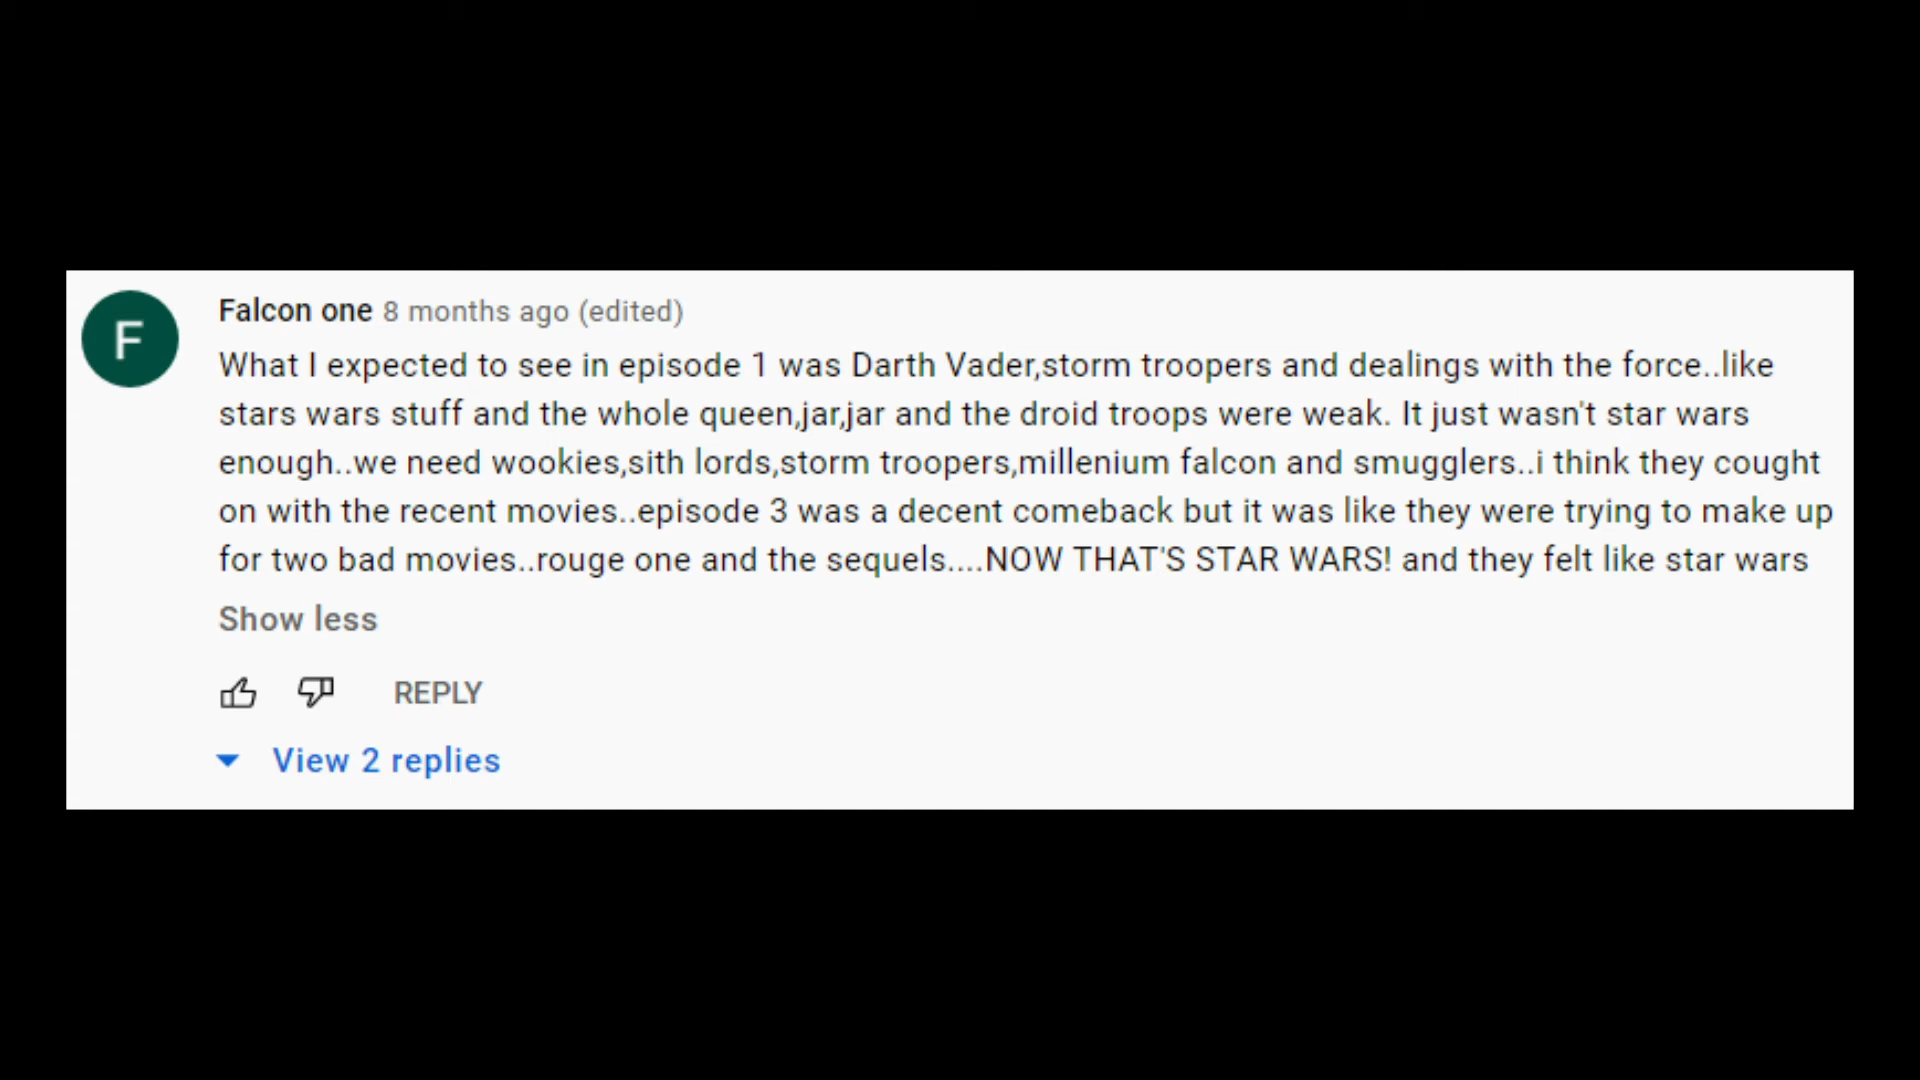 F
Falcon one 8 months ago (edited)
What I expected to see in episode 1 was Darth Vader,storm troopers and dealings with the force..like
stars wars stuff and the whole queen,jar,jar and the droid troops were weak. It just wasn't star wars
enough..we need wookies,sith lords,storm troopers,millenium falcon and smugglers..i think they cought
on with the recent movies..episode 3 was a decent comeback but it was like they were trying to make up
for two bad movies..rouge one and the sequels....NOW THAT'S STAR WARS! and they felt like star wars
Show less
REPLY
View 2 replies